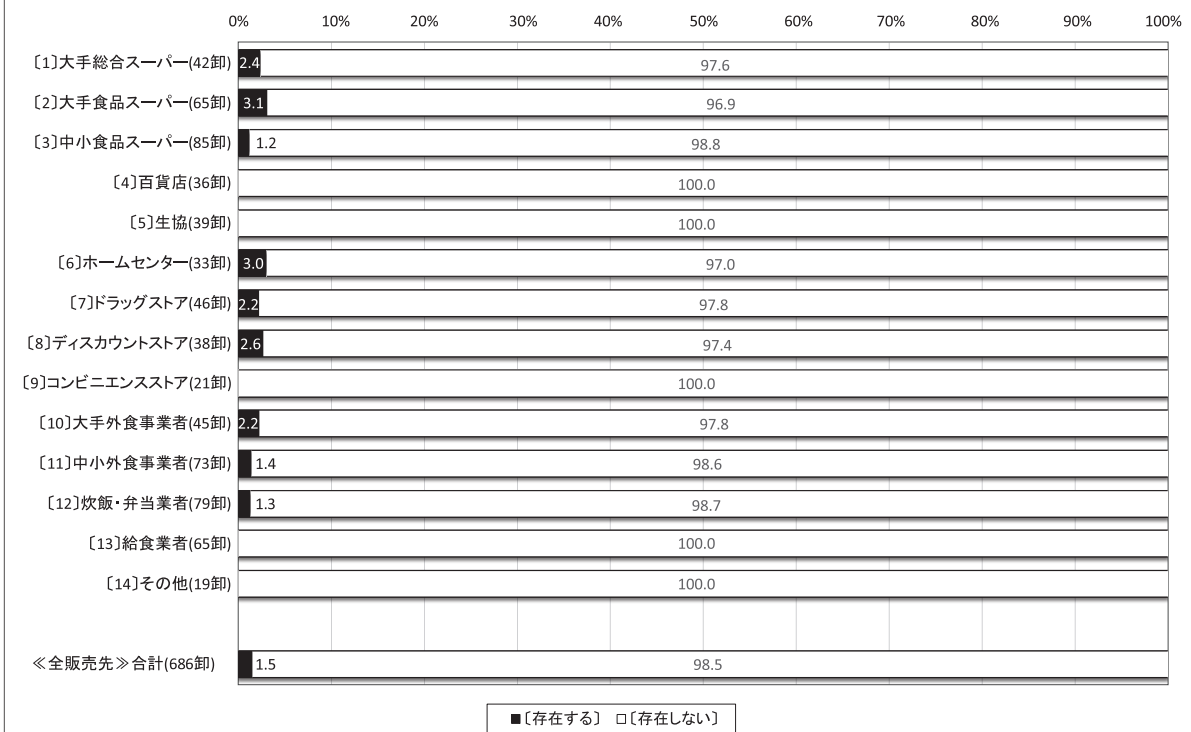 0% 10% 20% 30% 40% 50% 60% 70% 80% 90% 100%
〔1〕大手総合スーパー(42卸) 2.4 97.6
〔2〕大手食品スーパー(65卸) 3.1 96.9
〔3〕中小食品スーパー(85卸) 1.2 98.8
〔4〕百貨店(36卸) 100.0
〔5〕生協(39卸) 100.0
〔6〕ホームセンター(33卸) 3.0 97.0
〔7〕ドラッグストア(46卸) 2.2 97.8
〔8〕ディスカウントストア(38卸) 2.6 97.4
〔9〕コンビニエンスストア(21卸) 100.0
〔10〕大手外食事業者(45卸) 2.2 97.8
〔11〕中小外食事業者(73卸) 1.4 98.6
〔12〕炊飯・弁当業者(79卸) 1.3 98.7
〔13〕給食業者(65卸) 100.0
〔14〕その他(19卸) 100.0
≪全販売先≫合計(686卸) 1.5 98.5
■〔存在する〕 □〔存在しない〕